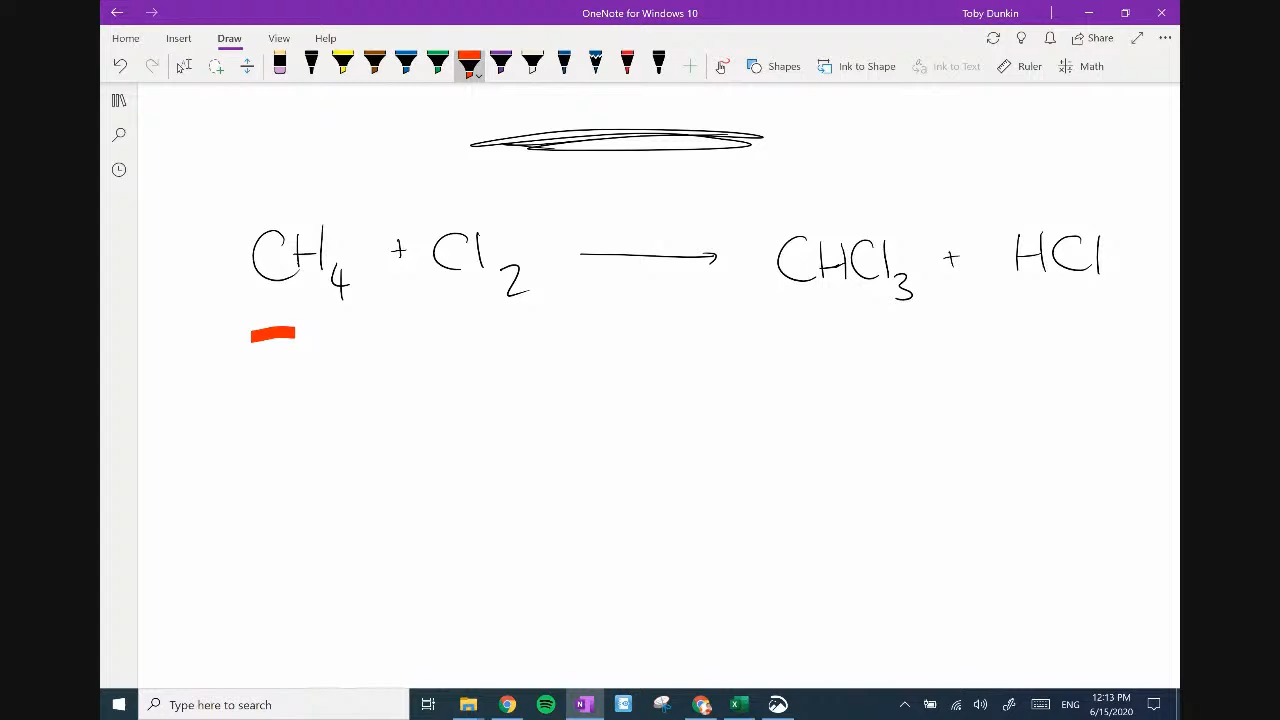 OneNote for Windows 10
Toby Dunkin
Home Insert Draw View Help
Share
Shapes Ink to Shape Ink to Text Ruler Math
CH₄ + Cl₂ ⟶ CHCl₃ + HCl
Type here to search
ENG
12:13 PM
6/15/2020